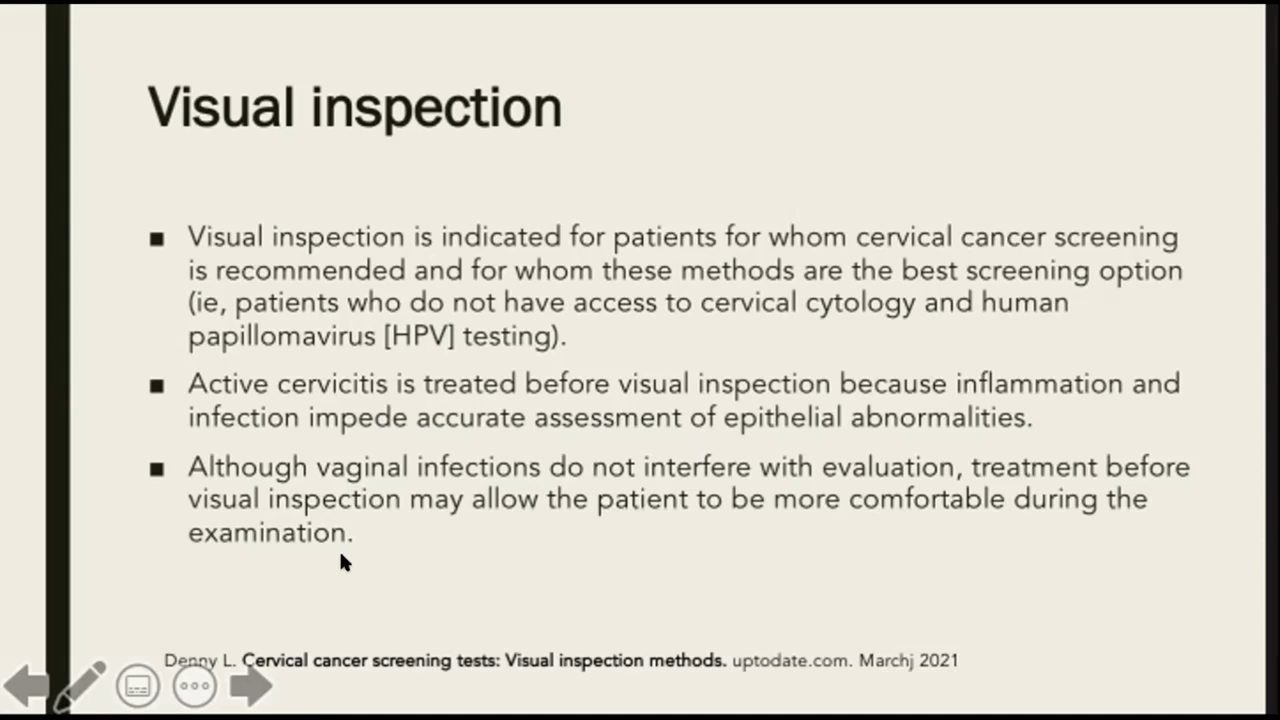 Visual inspection
■ Visual inspection is indicated for patients for whom cervical cancer screening
is recommended and for whom these methods are the best screening option
(ie, patients who do not have access to cervical cytology and human
papillomavirus [HPV] testing).
■ Active cervicitis is treated before visual inspection because inflammation and
infection impede accurate assessment of epithelial abnormalities.
■ Although vaginal infections do not interfere with evaluation, treatment before
visual inspection may allow the patient to be more comfortable during the
examination.
Denny L. Cervical cancer screening tests: Visual inspection methods. uptodate.com. Marchj 2021